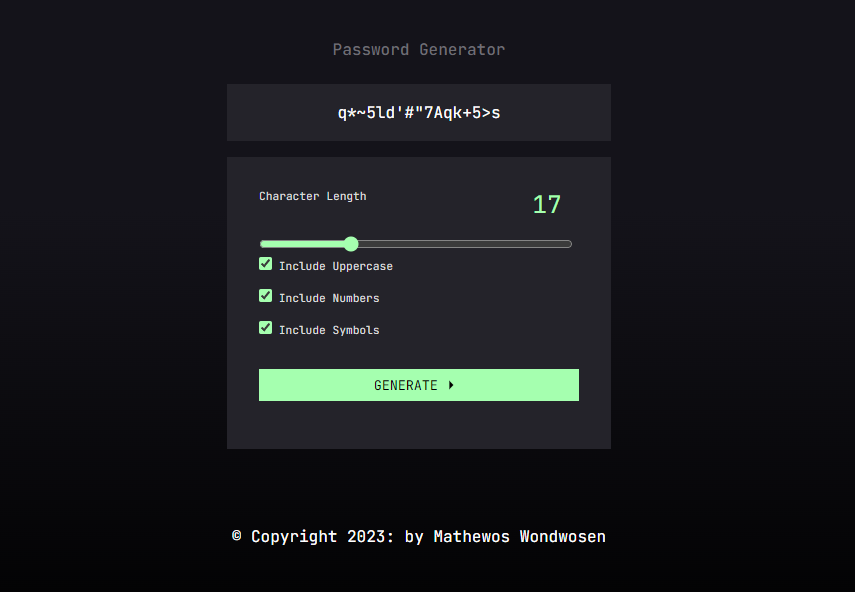 Password Generator
q*~5ld'#"7Aqk+5>s
Character Length
17
Include Uppercase
Include Numbers
Include Symbols
GENERATE
© Copyright 2023: by Mathewos Wondwosen